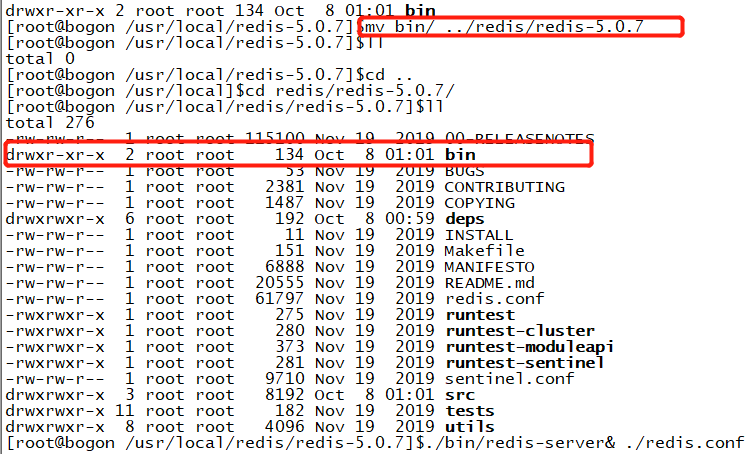 drwxr-xr-x 2 root root 134 Oct  8 01:01 bin
[root@bogon /usr/local/redis-5.0.7]$mv bin/ ../redis/redis-5.0.7
[root@bogon /usr/local/redis-5.0.7]$ll
total 0
[root@bogon /usr/local/redis-5.0.7]$cd ..
[root@bogon /usr/local]$cd redis/redis-5.0.7/
[root@bogon /usr/local/redis/redis-5.0.7]$ll
total 276
-rw-rw-r--  1 root root 115100 Nov 19  2019 00-RELEASENOTES
drwxr-xr-x  2 root root    134 Oct  8 01:01 bin
-rw-rw-r--  1 root root     53 Nov 19  2019 BUGS
-rw-rw-r--  1 root root   2381 Nov 19  2019 CONTRIBUTING
-rw-rw-r--  1 root root   1487 Nov 19  2019 COPYING
drwxrwxr-x  6 root root    192 Oct  8 00:59 deps
-rw-rw-r--  1 root root     11 Nov 19  2019 INSTALL
-rw-rw-r--  1 root root    151 Nov 19  2019 Makefile
-rw-rw-r--  1 root root   6888 Nov 19  2019 MANIFESTO
-rw-rw-r--  1 root root  20555 Nov 19  2019 README.md
-rw-rw-r--  1 root root  61797 Nov 19  2019 redis.conf
-rwxrwxr-x  1 root root    275 Nov 19  2019 runtest
-rwxrwxr-x  1 root root    280 Nov 19  2019 runtest-cluster
-rwxrwxr-x  1 root root    373 Nov 19  2019 runtest-moduleapi
-rwxrwxr-x  1 root root    281 Nov 19  2019 runtest-sentinel
-rw-rw-r--  1 root root   9710 Nov 19  2019 sentinel.conf
drwxrwxr-x  3 root root   8192 Oct  8 01:01 src
drwxrwxr-x 11 root root    182 Nov 19  2019 tests
drwxrwxr-x  8 root root   4096 Nov 19  2019 utils
[root@bogon /usr/local/redis/redis-5.0.7]$./bin/redis-server& ./redis.conf